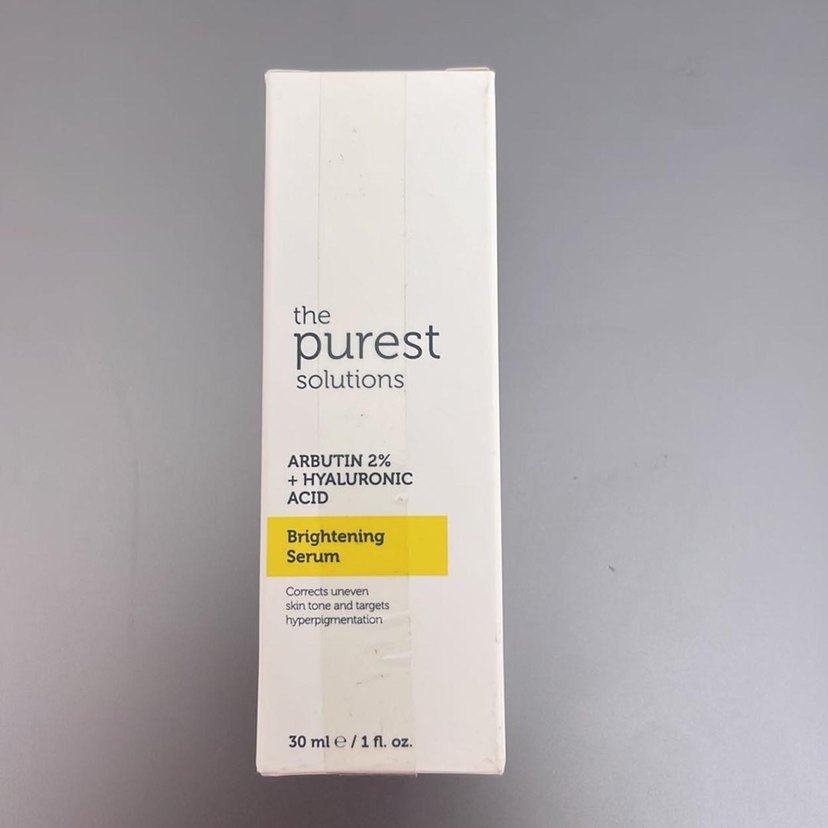 the
purest
solutions
ARBUTIN 2%
+ HYALURONIC
ACID
Brightening
Serum
Corrects uneven
skin tone and targets
hyperpigmentation
30 ml ℮ / 1 fl. oz.